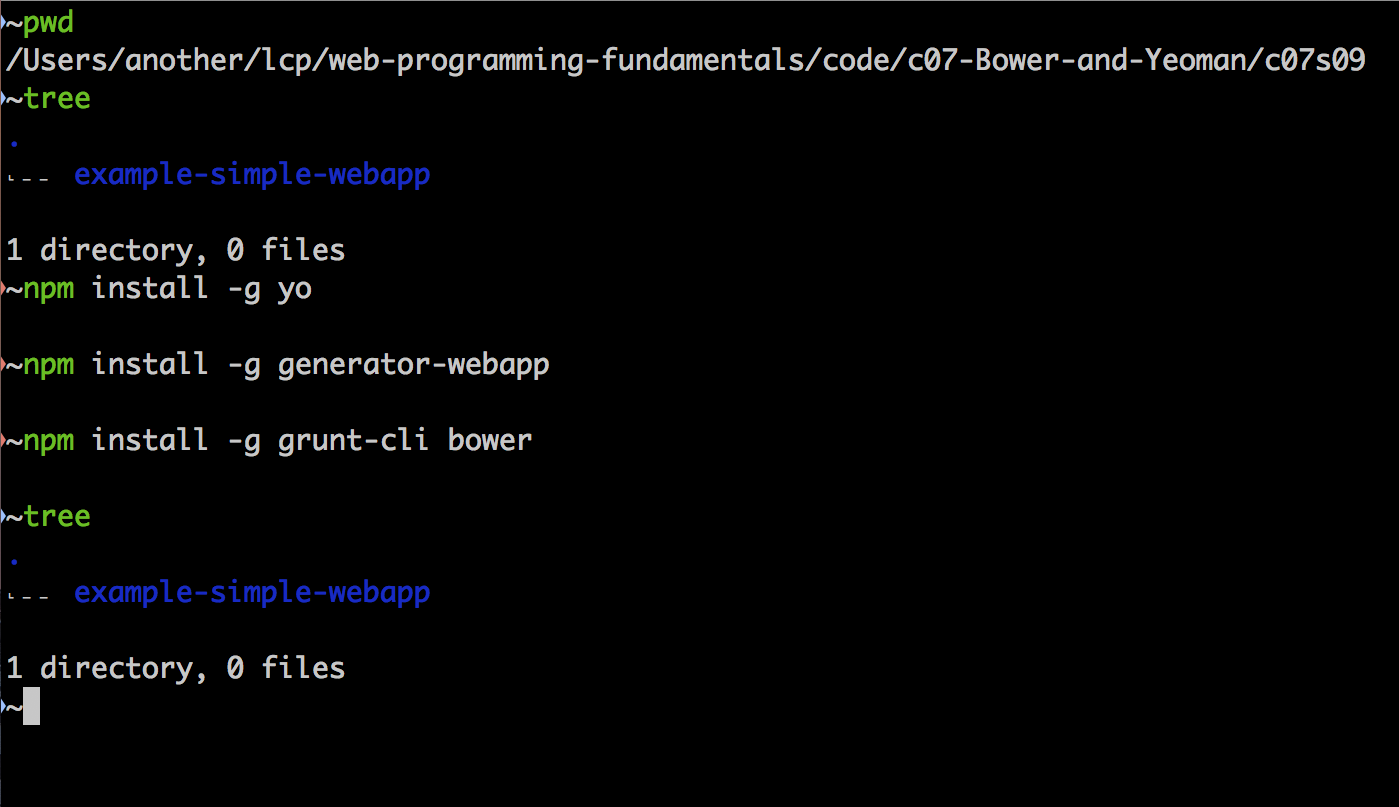 ~pwd
/Users/another/lcp/web-programming-fundamentals/code/c07-Bower-and-Yeoman/c07s09
~tree
.
└── example-simple-webapp
1 directory, 0 files
~npm install -g yo
~npm install -g generator-webapp
~npm install -g grunt-cli bower
~tree
.
└── example-simple-webapp
1 directory, 0 files
~